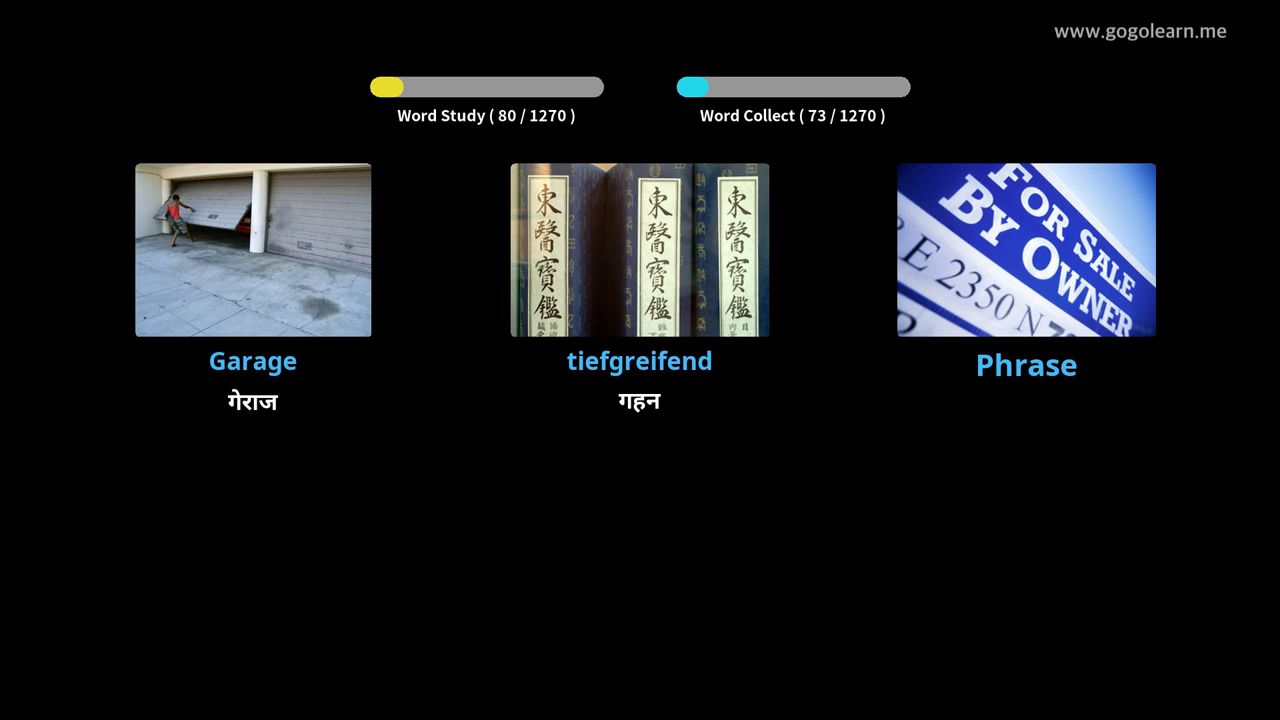 www.gogolearn.me
Word Study ( 80 / 1270 )
Word Collect ( 73 / 1270 )
東醫寶鑑
東醫寶鑑
東醫寶鑑
FOR SALE
BY OWNER
E 2350 N
Garage
tiefgreifend
Phrase
गेराज
गहन